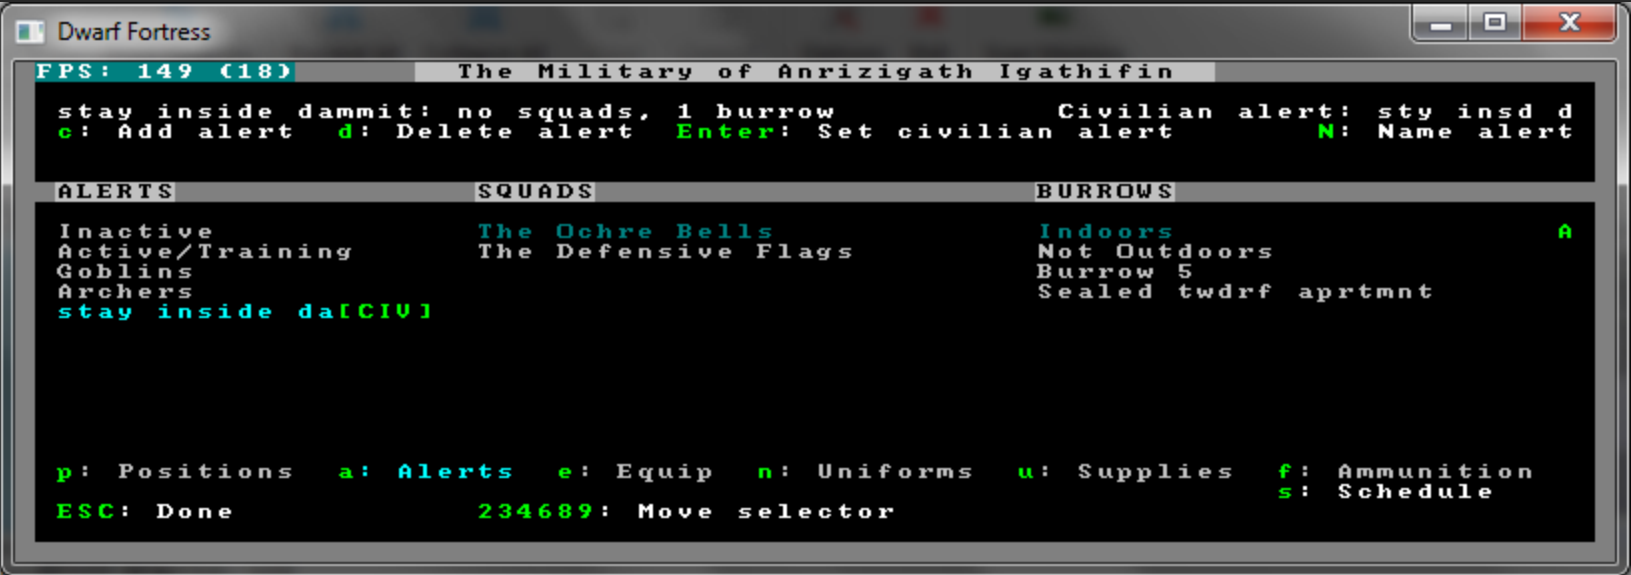 Dwarf Fortress
FPS: 149 (18) The Military of Anrizigath Igathifin
stay inside dammit: no squads, 1 burrow Civilian alert: sty insd d
c: Add alert d: Delete alert Enter: Set civilian alert N: Name alert
ALERTS SQUADS BURROWS
Inactive The Ochre Bells Indoors A
Active/Training The Defensive Flags Not Outdoors
Goblins Burrow 5
Archers Sealed twdrf aprtmnt
stay inside da[CIV]
p: Positions a: Alerts e: Equip n: Uniforms u: Supplies f: Ammunition
s: Schedule
ESC: Done 234689: Move selector